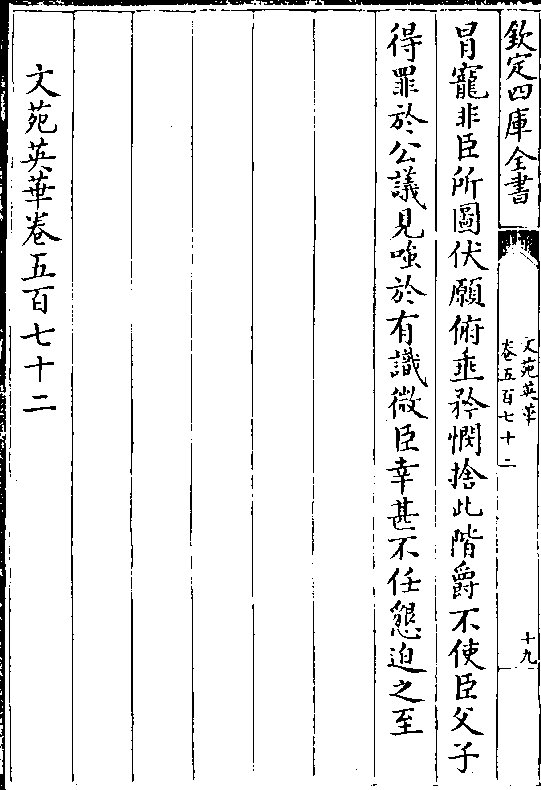 欽定四庫全書
文苑英華
卷五百七十二
十九
冐寵非臣所圖伏願俯垂矜憫捨此階爵不使臣父子
得罪於公議見嗤於有識微臣幸甚不任懇迫之至
文苑英華卷五百七十二